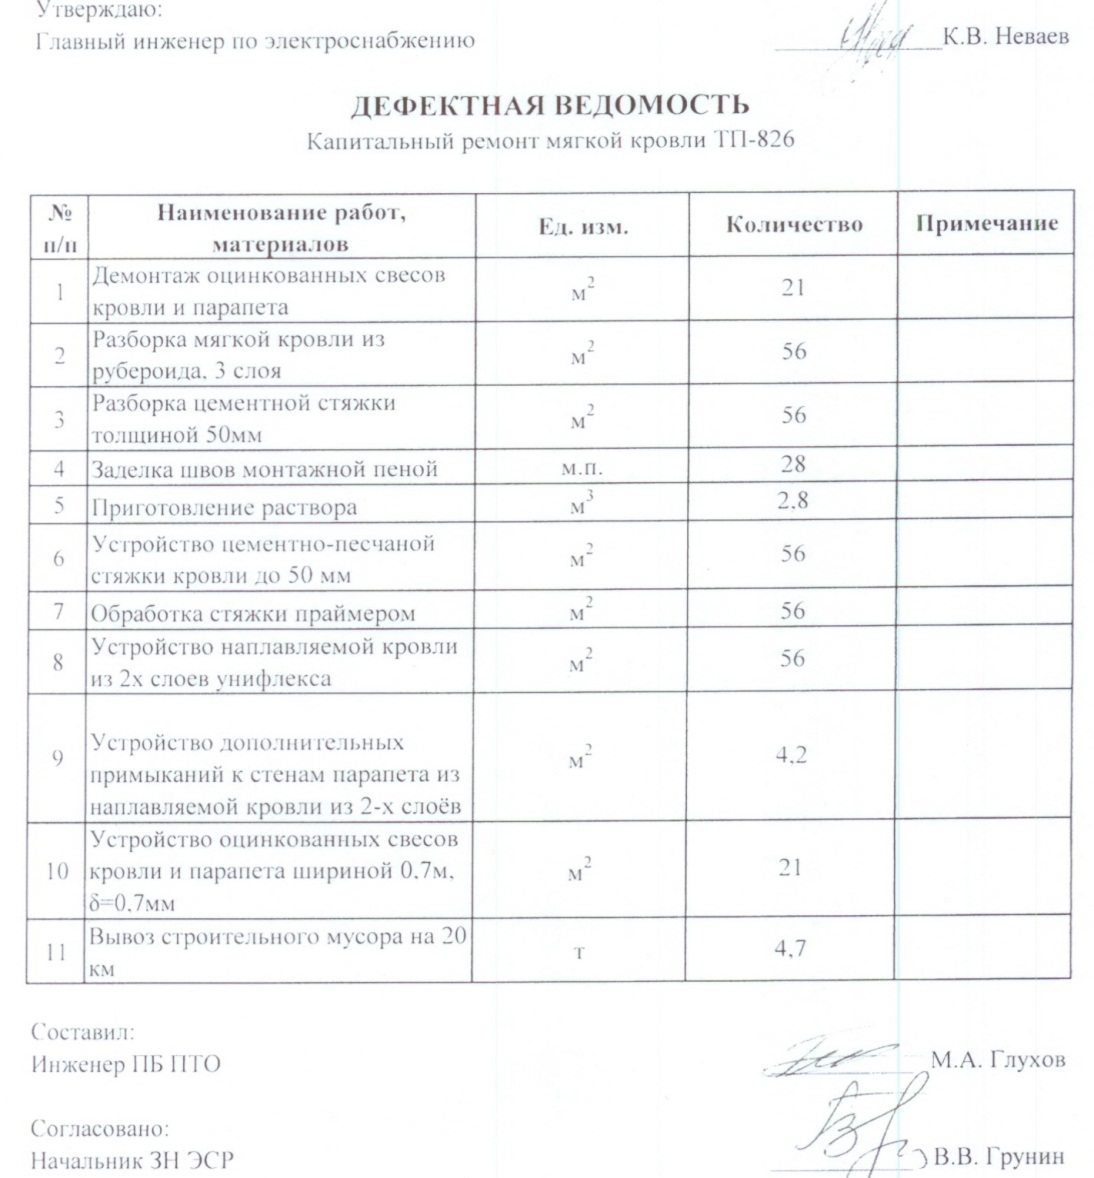 Утверждаю:
Главный инженер по электроснабжению К.В. Неваев
ДЕФЕКТНАЯ ВЕДОМОСТЬ
Капитальный ремонт мягкой кровли ТП-826
№ п/п Наименование работ, материалов Ед. изм. Количество Примечание
1 Демонтаж оцинкованных свесов кровли и парапета м² 21
2 Разборка мягкой кровли из рубероида, 3 слоя м² 56
3 Разборка цементной стяжки толщиной 50мм м² 56
4 Заделка швов монтажной пеной м.п. 28
5 Приготовление раствора м³ 2,8
6 Устройство цементно-песчаной стяжки кровли до 50 мм м² 56
7 Обработка стяжки праймером м² 56
8 Устройство наплавляемой кровли из 2х слоев унифлекса м² 56
9 Устройство дополнительных примыканий к стенам парапета из наплавляемой кровли из 2-х слоёв м² 4,2
10 Устройство оцинкованных свесов кровли и парапета шириной 0,7м, δ=0,7мм м² 21
11 Вывоз строительного мусора на 20 км т 4,7
Составил:
Инженер ПБ ПТО М.А. Глухов
Согласовано:
Начальник ЗН ЭСР В.В. Грунин